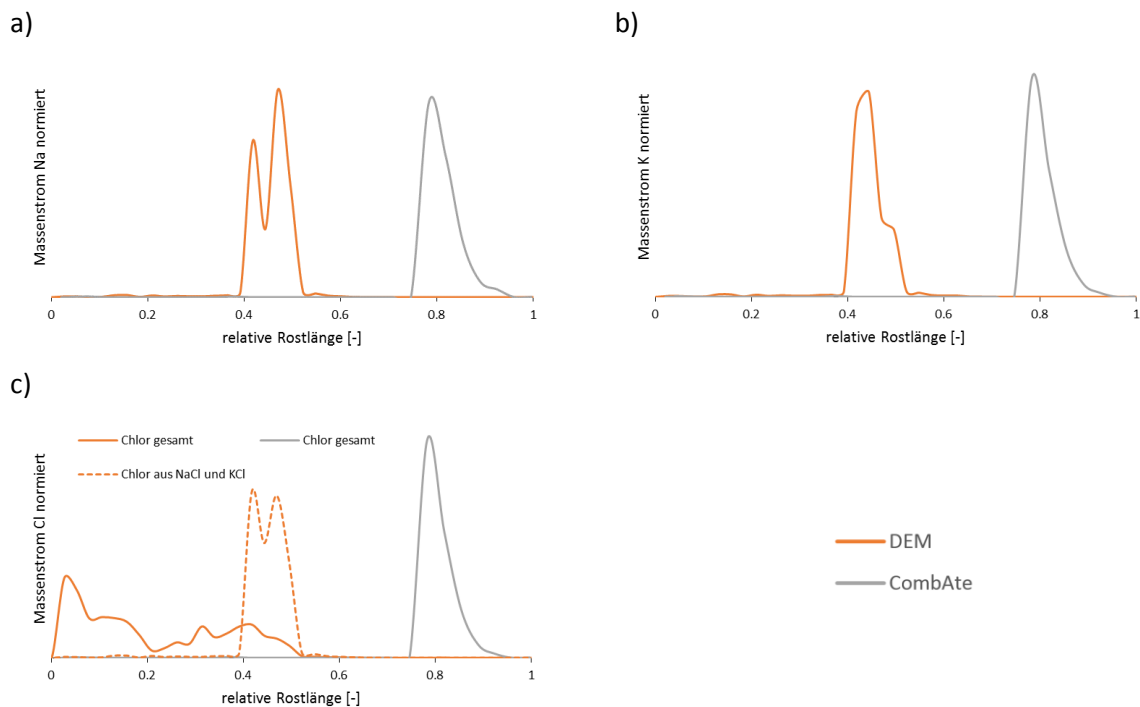 a)
Massenstrom Na normiert
0 0.2 0.4 0.6 0.8 1
relative Rostlänge [-]
b)
Massenstrom K normiert
0 0.2 0.4 0.6 0.8 1
relative Rostlänge [-]
c)
Massenstrom Cl normiert
Chlor gesamt Chlor gesamt
Chlor aus NaCl und KCl
0 0.2 0.4 0.6 0.8 1
relative Rostlänge [-]
DEM
CombAte